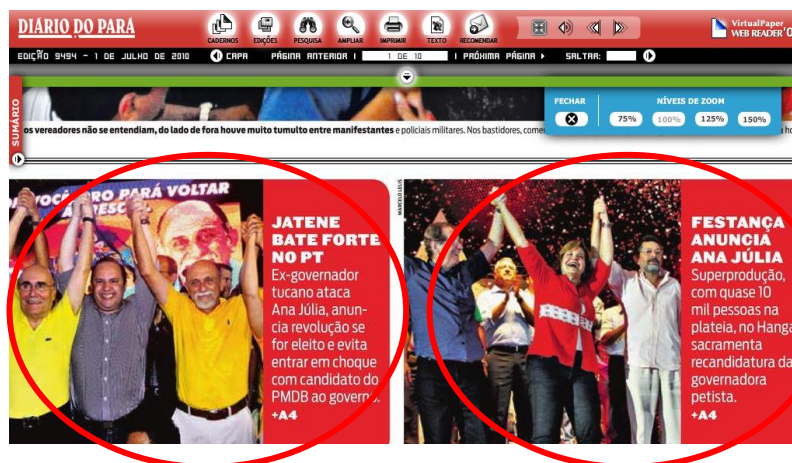 DIÁRIO DO PARÁ
CADERNOS EDIÇÕES PESQUISA AMPLIAR IMPRIMIR TEXTO RECOMENDAR
VirtualPaper
WEB READER
EDIÇÃO 9494 - 1 DE JULHO DE 2010 CAPA PÁGINA ANTERIOR | 1 DE 10 | PRÓXIMA PÁGINA SALTAR:
FECHAR NÍVEIS DE ZOOM
75% 100% 125% 150%
SUMÁRIO
os vereadores não se entendiam, do lado de fora houve muito tumulto entre manifestantes e policiais militares. Nos bastidores,
PARÁ VOLTAR
JATENE
BATE FORTE
NO PT
Ex-governador
tucano ataca
Ana Júlia, anun-
cia revolução se
for eleito e evita
entrar em choque
com candidato do
PMDB ao governo.
+A4
MARCELO LELIS
FESTANÇA
ANUNCIA
ANA JÚLIA
Superprodução,
com quase 10
mil pessoas na
plateia, no Hanga
sacramenta
recandidatura da
governadora
petista.
+A4